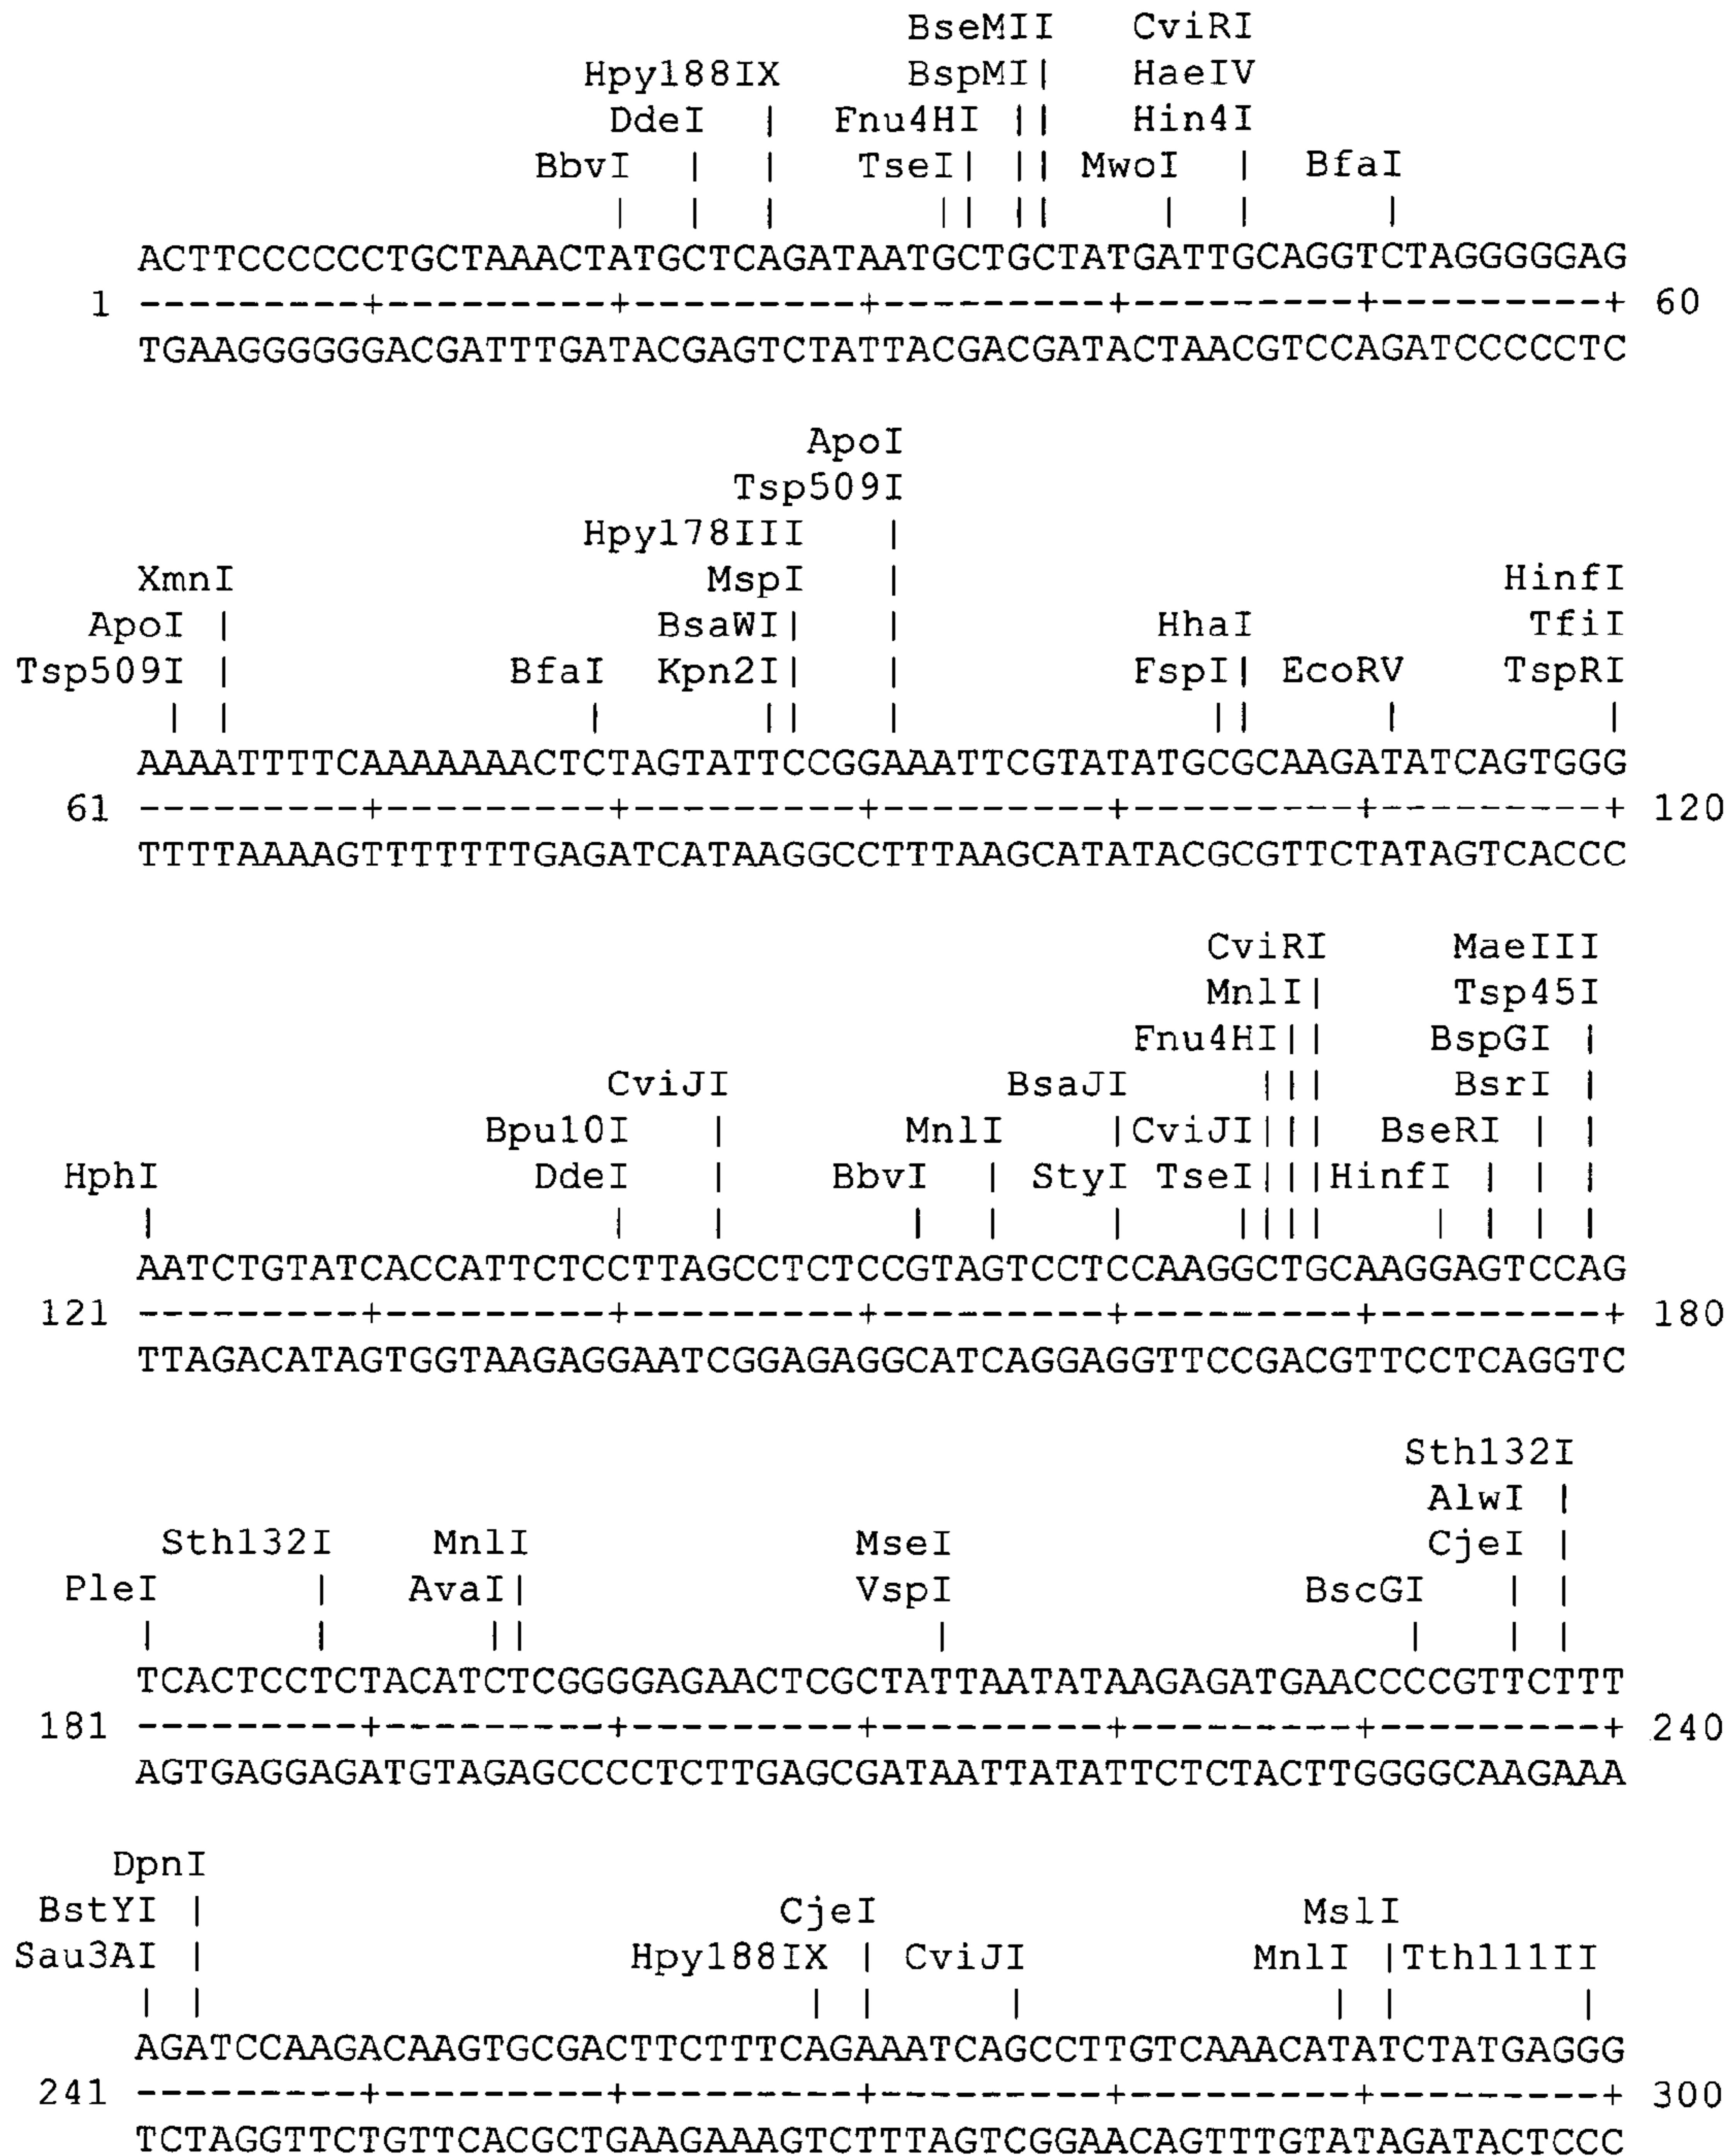 BseMII CviRI
Hpy188IX BspMI| HaeIV
DdeI | Fnu4HI || Hin4I
BbvI | | TseI| || MwoI | BfaI
| | | || || | | |
ACTTCCCCCCTGCTAAACTATGCTCAGATAATGCTGCTATGATTGCAGGTCTAGGGGGAG
1 ---------+---------+---------+---------+---------+---------+ 60
TGAAGGGGGGACGATTTGATACGAGTCTATTACGACGATACTAACGTCCAGATCCCCCTC
ApoI
Tsp509I
Hpy178III |
XmnI MspI | HinfI
ApoI | BsaWI| | HhaI TfiI
Tsp509I | BfaI Kpn2I| | FspI| EcoRV TspRI
| | | || | || | |
AAAATTTTCAAAAAAACTCTAGTATTCCGGAAATTCGTATATGCGCAAGATATCAGTGGG
61 ---------+---------+---------+---------+---------+---------+ 120
TTTTAAAAGTTTTTTTGAGATCATAAGGCCTTTAAGCATATACGCGTTCTATAGTCACCC
CviRI MaeIII
MnlI| Tsp45I
Fnu4HI|| BspGI |
CviJI BsaJI ||| BsrI |
Bpu10I | MnlI |CviJI||| BseRI | |
HphI DdeI | BbvI | StyI TseI|||HinfI | | |
| | | | | | |||| | | | |
AATCTGTATCACCATTCTCCTTAGCCTCTCCGTAGTCCTCCAAGGCTGCAAGGAGTCCAG
121 ---------+---------+---------+---------+---------+---------+ 180
TTAGACATAGTGGTAAGAGGAATCGGAGAGGCATCAGGAGGTTCCGACGTTCCTCAGGTC
Sth132I
AlwI |
Sth132I MnlI MseI CjeI |
PleI | AvaI| VspI BscGI | |
| | || | | | |
TCACTCCTCTACATCTCGGGGAGAACTCGCTATTAATATAAGAGATGAACCCCGTTCTTT
181 ---------+---------+---------+---------+---------+---------+ 240
AGTGAGGAGATGTAGAGCCCCTCTTGAGCGATAATTATATTCTCTACTTGGGGCAAGAAA
DpnI
BstYI | CjeI MslI
Sau3AI | Hpy188IX | CviJI MnlI |Tth111II
| | | | | | | |
AGATCCAAGACAAGTGCGACTTCTTTCAGAAATCAGCCTTGTCAAACATATCTATGAGGG
241 ---------+---------+---------+---------+---------+---------+ 300
TCTAGGTTCTGTTCACGCTGAAGAAAGTCTTTAGTCGGAACAGTTTGTATAGATACTCCC